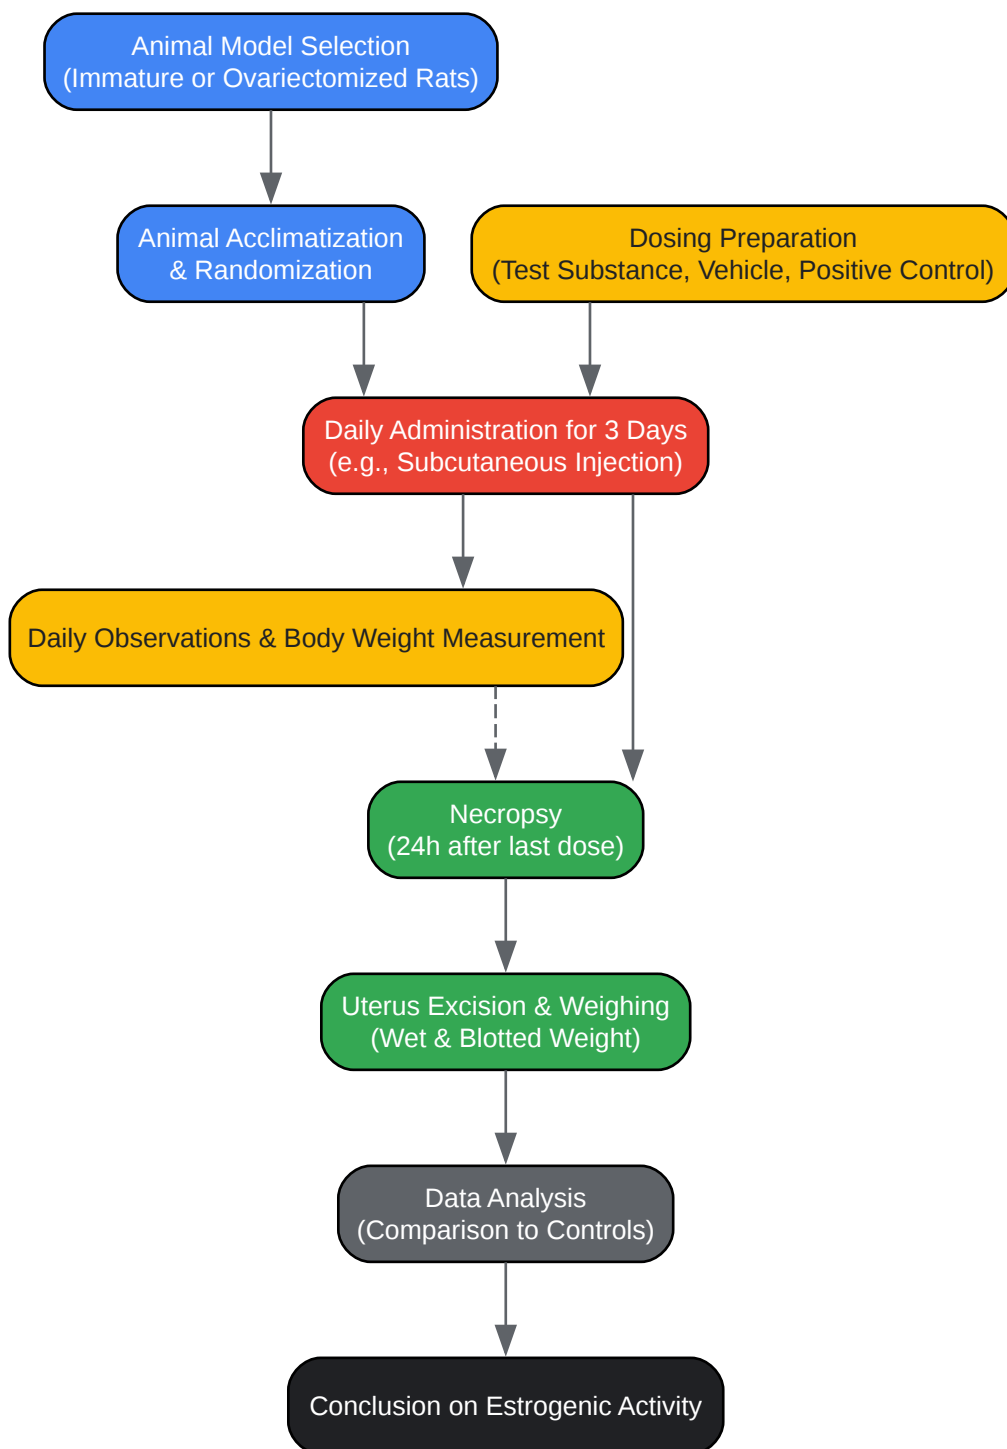 Animal Model Selection
(Immature or Ovariectomized Rats)
Animal Acclimatization
& Randomization
Dosing Preparation
(Test Substance, Vehicle, Positive Control)
Daily Administration for 3 Days
(e.g., Subcutaneous Injection)
Daily Observations & Body Weight Measurement
Necropsy
(24h after last dose)
Uterus Excision & Weighing
(Wet & Blotted Weight)
Data Analysis
(Comparison to Controls)
Conclusion on Estrogenic Activity